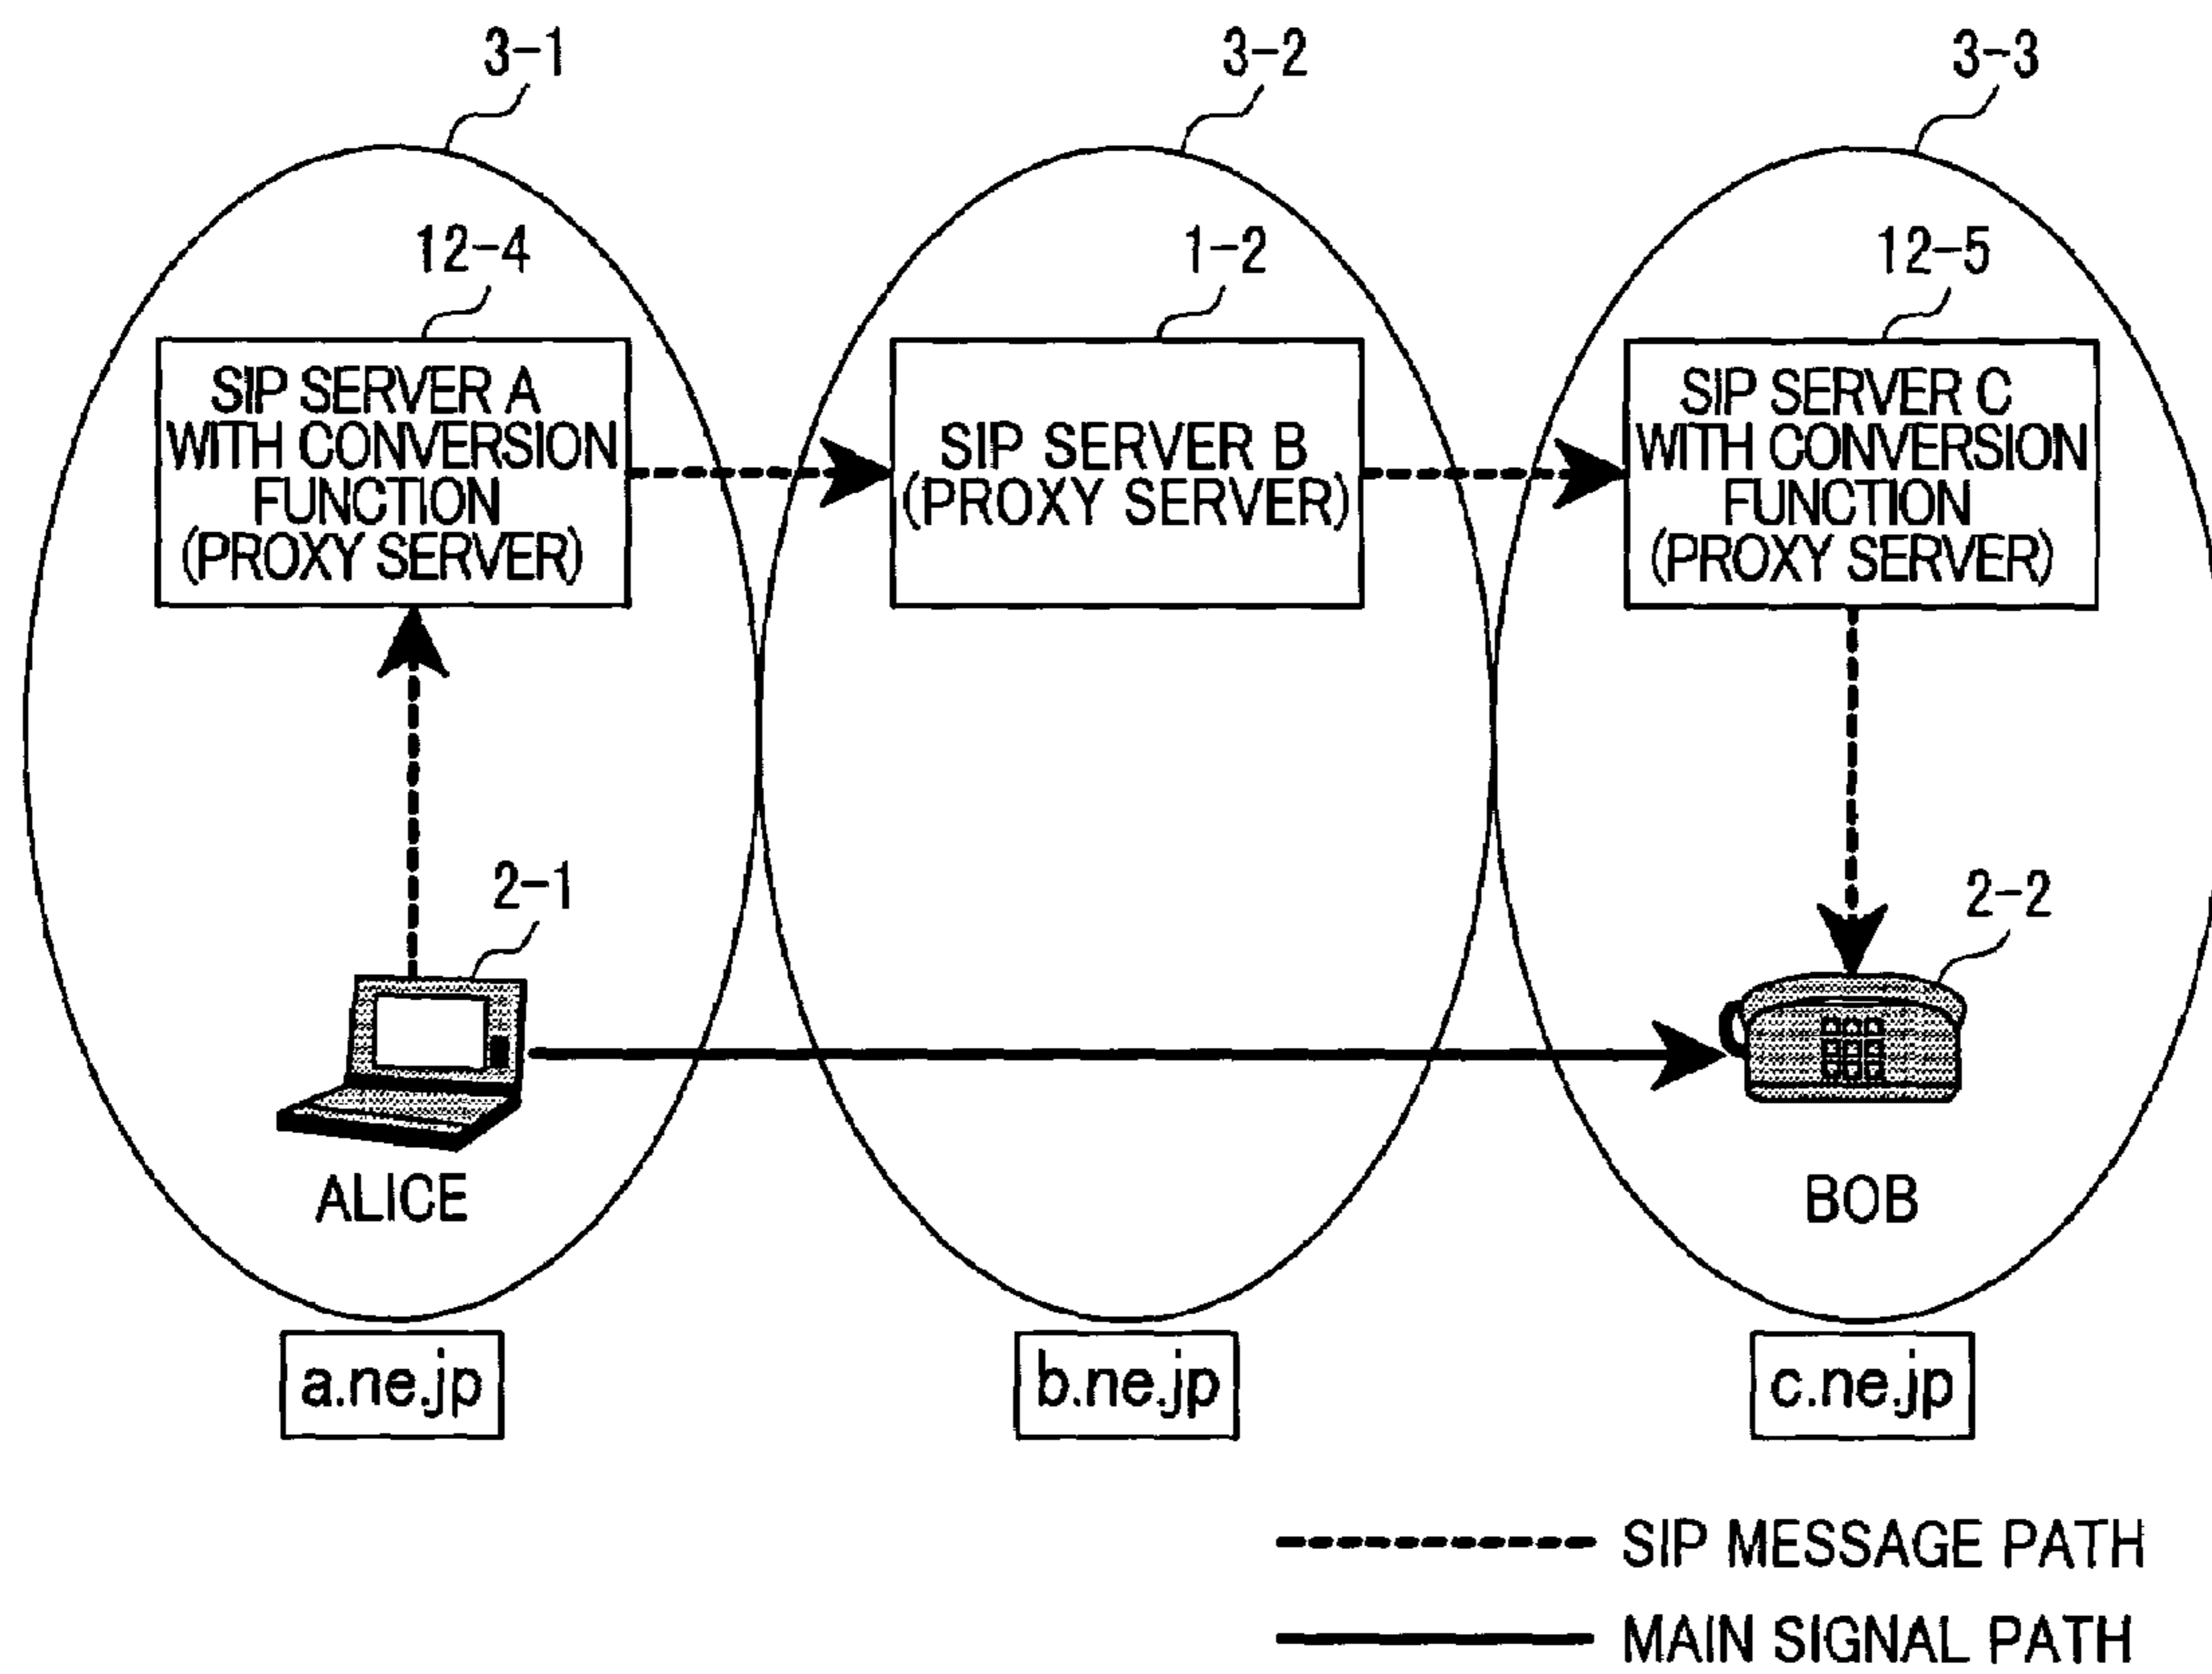 3-1
3-2
3-3
12-4
1-2
12-5
SIP SERVER A
WITH CONVERSION
FUNCTION
(PROXY SERVER)
SIP SERVER B
(PROXY SERVER)
SIP SERVER C
WITH CONVERSION
FUNCTION
(PROXY SERVER)
2-1
2-2
ALICE
BOB
a.ne.jp
b.ne.jp
c.ne.jp
SIP MESSAGE PATH
MAIN SIGNAL PATH